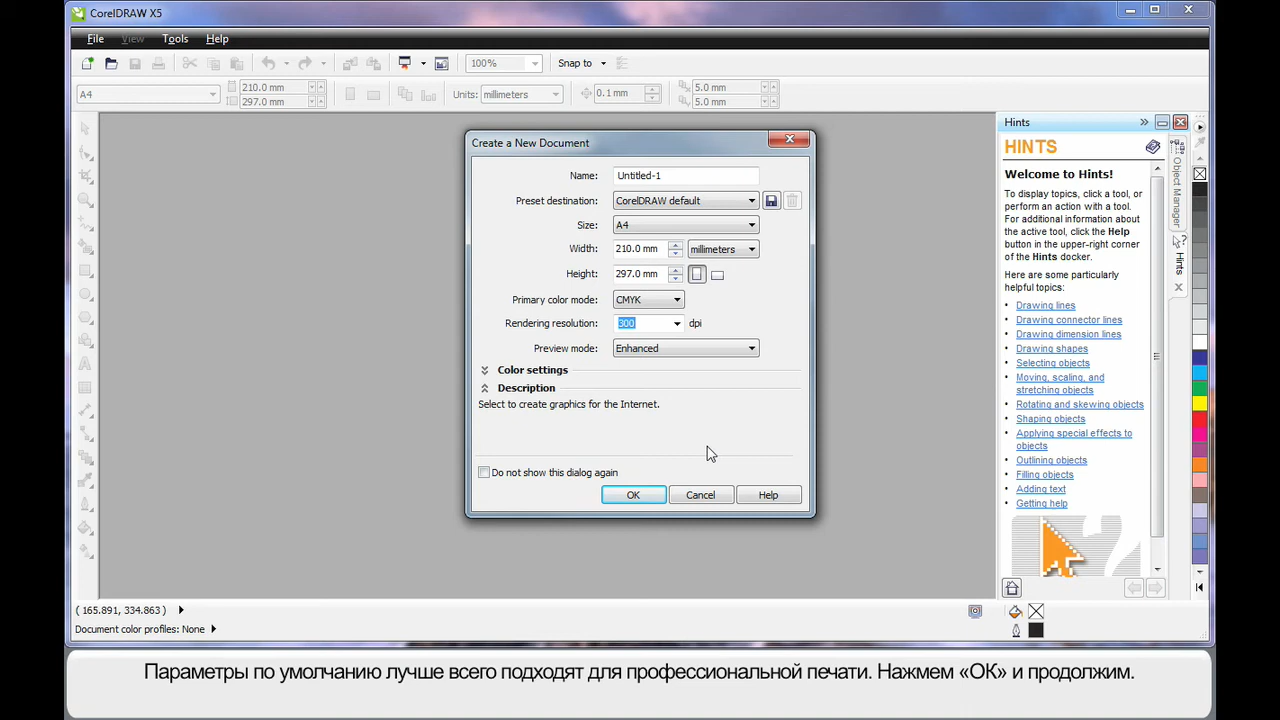 CorelDRAW X5
File View Tools Help
100% Snap to
A4 210.0 mm 297.0 mm Units: millimeters 0.1 mm 5.0 mm 5.0 mm
Create a New Document
Name: Untitled-1
Preset destination: CorelDRAW default
Size: A4
Width: 210.0 mm millimeters
Height: 297.0 mm
Primary color mode: CMYK
Rendering resolution: 300 dpi
Preview mode: Enhanced
Color settings
Description
Select to create graphics for the Internet.
Do not show this dialog again
OK Cancel Help
Hints
HINTS
Welcome to Hints!
To display topics, click a tool, or
perform an action with a tool.
For additional information about
the active tool, click the Help
button in the upper-right corner
of the Hints docker.
Here are some particularly
helpful topics:
• Drawing lines
• Drawing connector lines
• Drawing dimension lines
• Drawing shapes
• Selecting objects
• Moving, scaling, and
stretching objects
• Rotating and skewing objects
• Shaping objects
• Applying special effects to
objects
• Outlining objects
• Filling objects
• Adding text
• Getting help
Object Manager
Hints
( 165.891, 334.863 )
Document color profiles: None
Параметры по умолчанию лучше всего подходят для профессиональной печати. Нажмем «ОК» и продолжим.